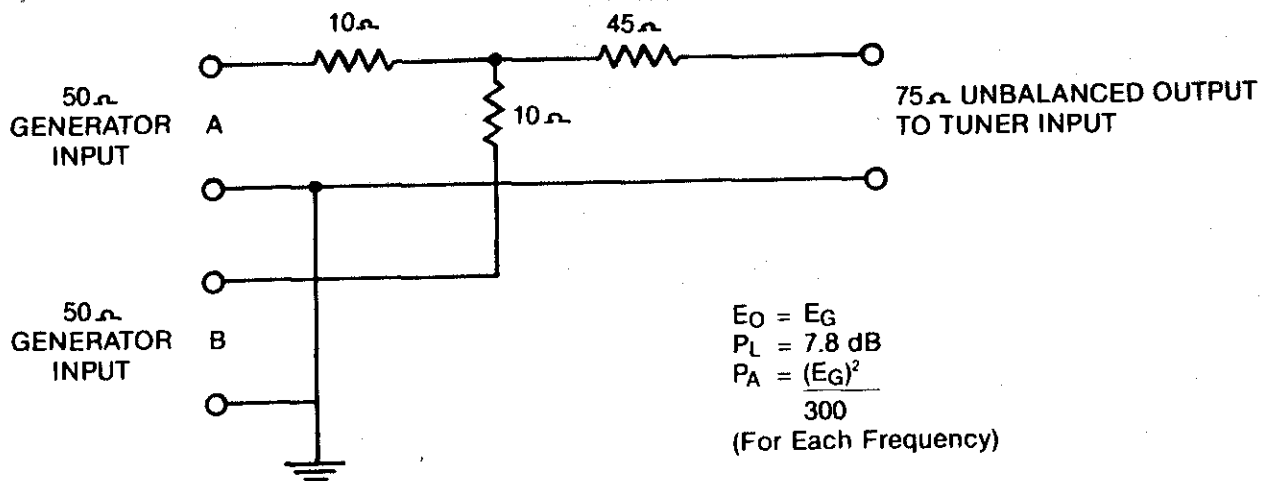 10Ω
45Ω
50Ω
GENERATOR
INPUT
A
10Ω
75Ω UNBALANCED OUTPUT
TO TUNER INPUT
50Ω
GENERATOR
INPUT
B
EO = EG
PL = 7.8 dB
PA = (EG)²
300
(For Each Frequency)